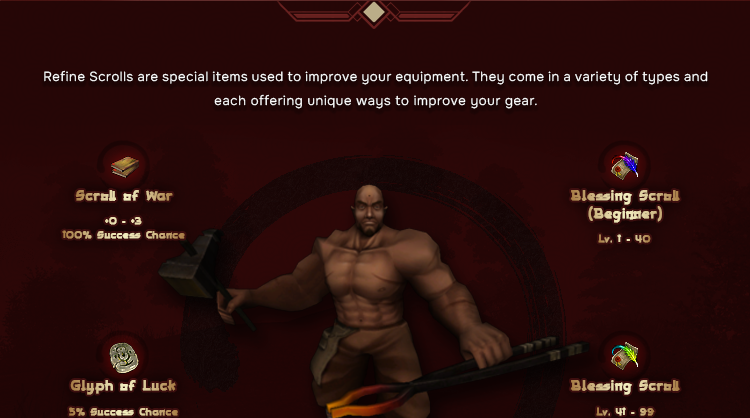 Refine Scrolls are special items used to improve your equipment. They come in a variety of types and
each offering unique ways to improve your gear.
Scroll of War
+0 - +3
100% Success Chance
Blessing Scroll
(Beginner)
Lv. 1 - 40
Glyph of Luck
5% Success Chance
Blessing Scroll
Lv. 41 - 99